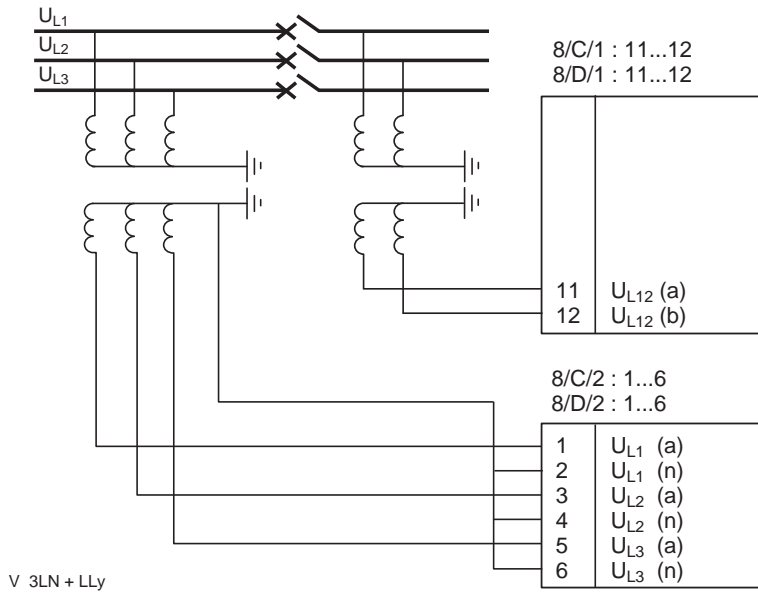 UL1
UL2
UL3
8/C/1 : 11...12
8/D/1 : 11...12
11 UL12 (a)
12 UL12 (b)
8/C/2 : 1...6
8/D/2 : 1...6
1 UL1 (a)
2 UL1 (n)
3 UL2 (a)
4 UL2 (n)
5 UL3 (a)
6 UL3 (n)
V 3LN + LLy